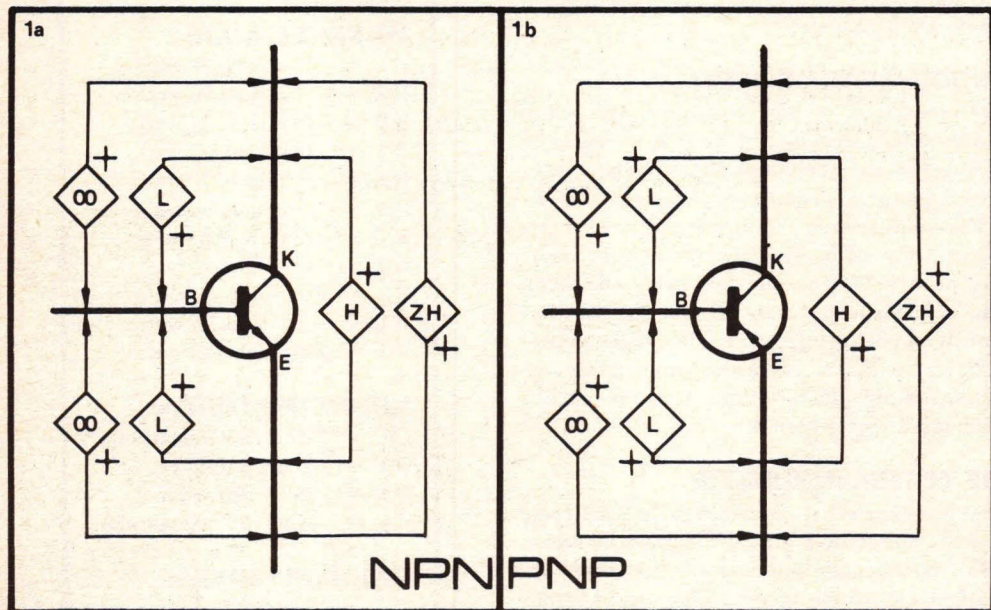 1a
∞ + L +
K
B
H + ZH +
E
∞ + L +
NPN
1b
∞ + L +
K
B
H + ZH +
E
∞ + L +
PNP